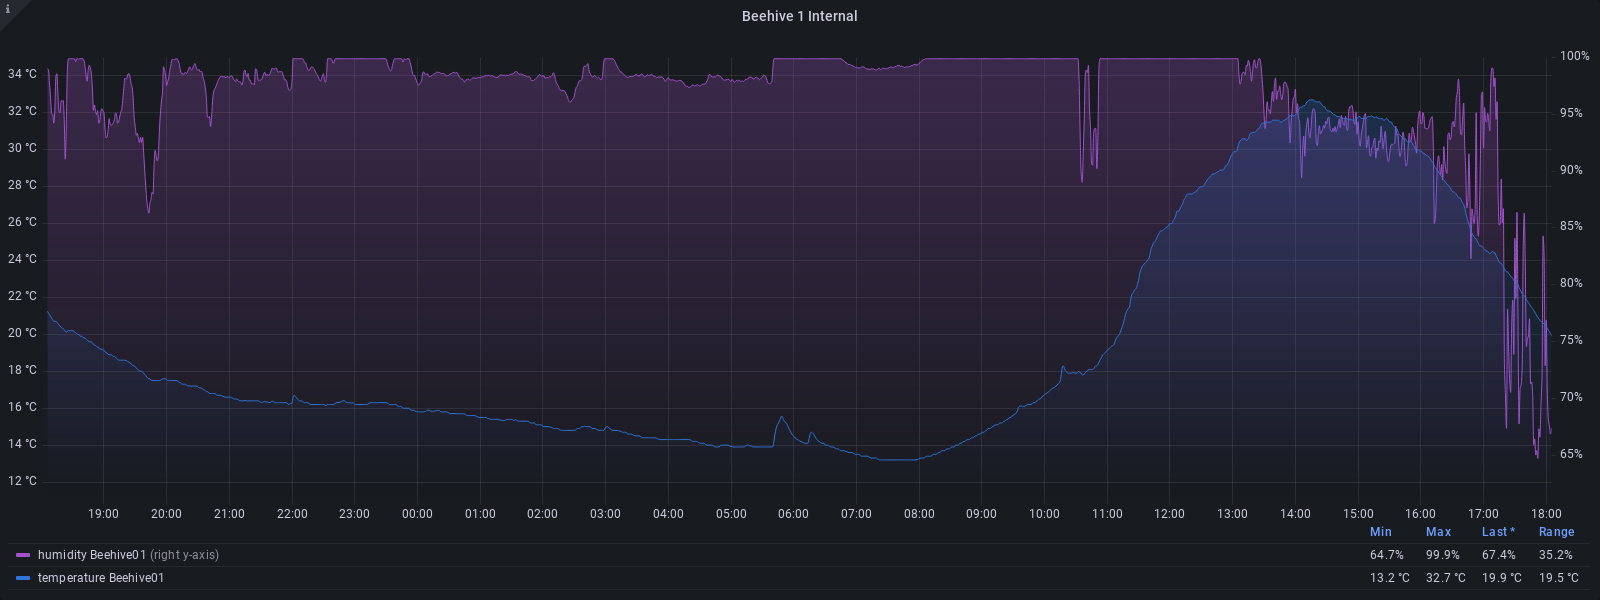 i
Beehive 1 Internal
34 °C
32 °C
30 °C
28 °C
26 °C
24 °C
22 °C
20 °C
18 °C
16 °C
14 °C
12 °C
100%
95%
90%
85%
80%
75%
70%
65%
19:00 20:00 21:00 22:00 23:00 00:00 01:00 02:00 03:00 04:00 05:00 06:00 07:00 08:00 09:00 10:00 11:00 12:00 13:00 14:00 15:00 16:00 17:00 18:00
Min Max Last * Range
humidity Beehive01 (right y-axis) 64.7% 99.9% 67.4% 35.2%
temperature Beehive01 13.2 °C 32.7 °C 19.9 °C 19.5 °C